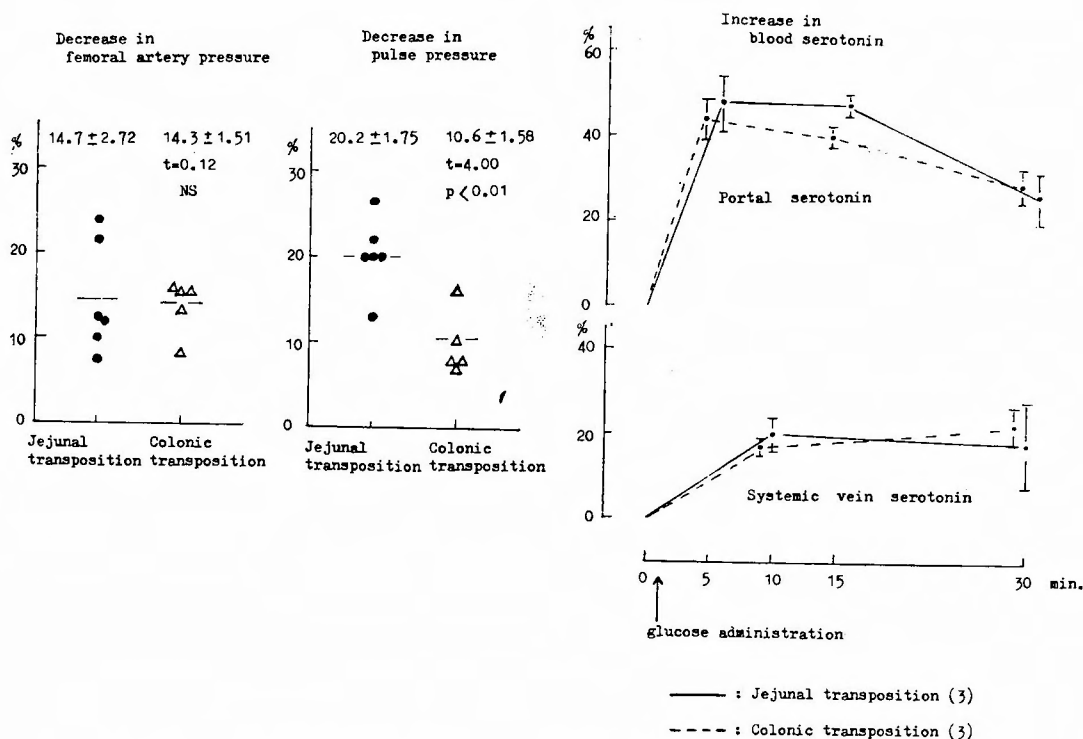 Decrease in
femoral artery pressure
%
14.7 ± 2.72
14.3 ± 1.51
t=0.12
NS
30
20
10
0
Jejunal
transposition
Colonic
transposition
Decrease in
pulse pressure
%
20.2 ± 1.75
10.6 ± 1.58
t=4.00
p < 0.01
30
20
10
0
Jejunal
transposition
Colonic
transposition
Increase in
blood serotonin
%
60
40
20
0
Portal serotonin
%
40
20
0
Systemic vein serotonin
0 5 10 15 30 min.
glucose administration
: Jejunal transposition (3)
: Colonic transposition (3)